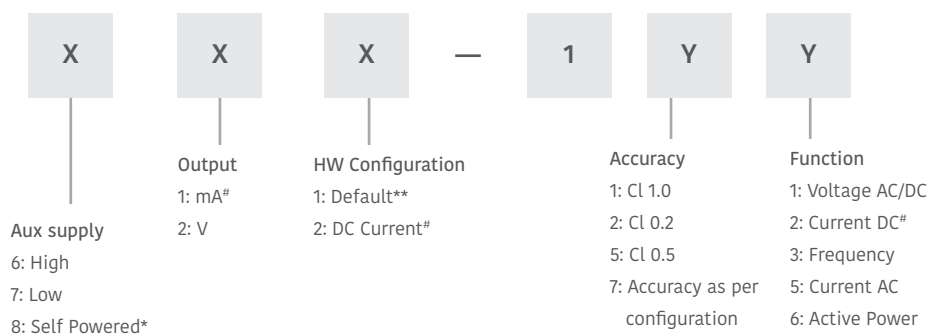 X X X — 1 Y Y
Aux supply
6: High
7: Low
8: Self Powered*
Output
1: mA#
2: V
HW Configuration
1: Default**
2: DC Current#
Accuracy
1: Cl 1.0
2: Cl 0.2
5: Cl 0.5
7: Accuracy as per
configuration
Function
1: Voltage AC/DC
2: Current DC#
3: Frequency
5: Current AC
6: Active Power